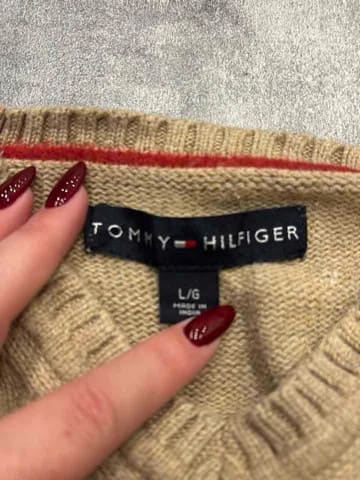 TOMMY HILFIGER
L/G
MADE IN
INDIA